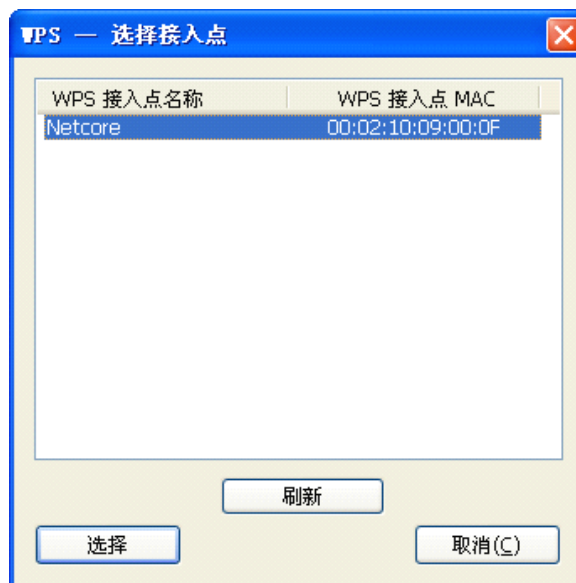 WPS — 选择接入点
WPS 接入点名称 WPS 接入点 MAC
Netcore 00:02:10:09:00:0F
刷新
选择 取消(C)